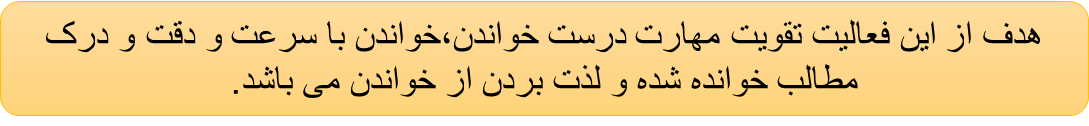 هدف از این فعالیت تقویت مهارت درست خواندن،خواندن با سرعت و دقت و درک
مطالب خوانده شده و لذت بردن از خواندن می باشد.